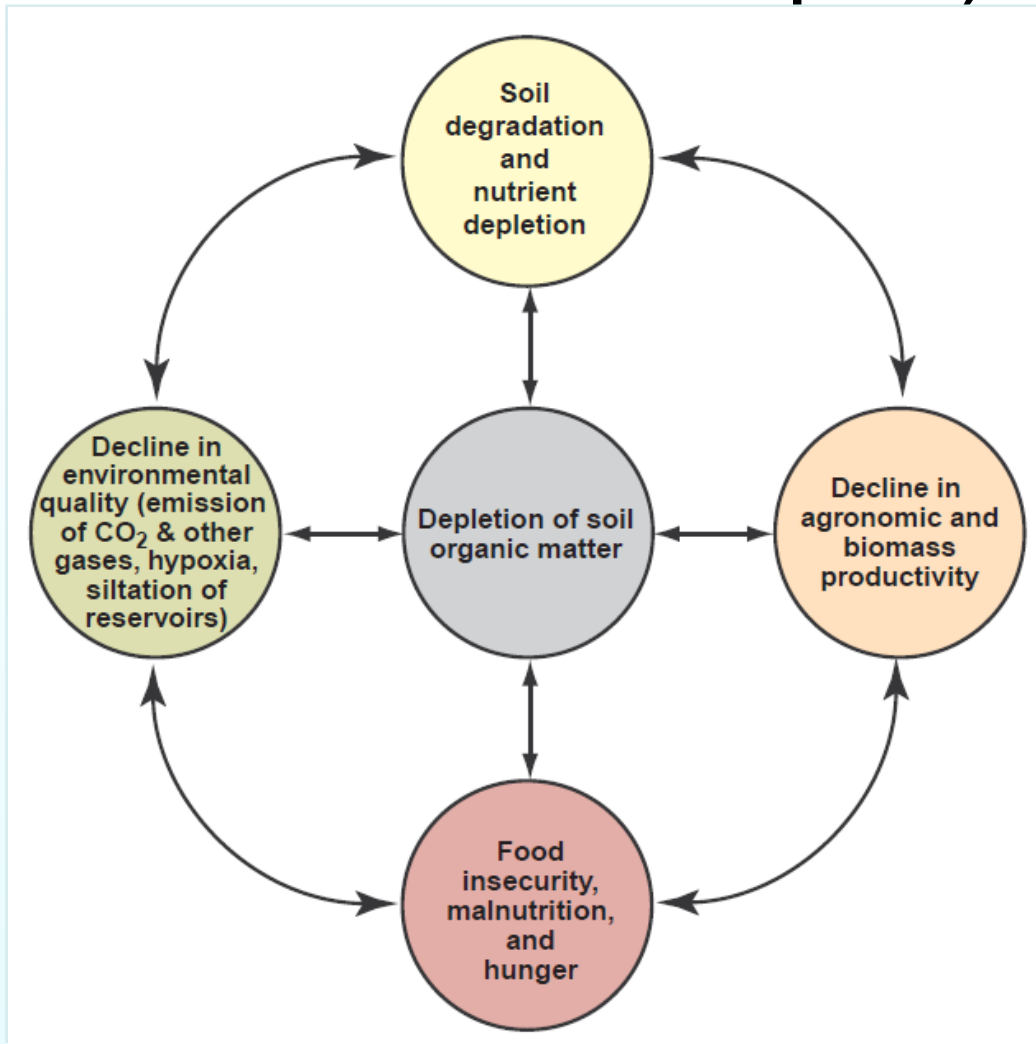 Soil
degradation
and
nutrient
depletion
Decline in
environmental
quality (emission
of CO₂ & other
gases, hypoxia,
siltation of
reservoirs)
Depletion of soil
organic matter
Decline in
agronomic and
biomass
productivity
Food
insecurity,
malnutrition,
and
hunger